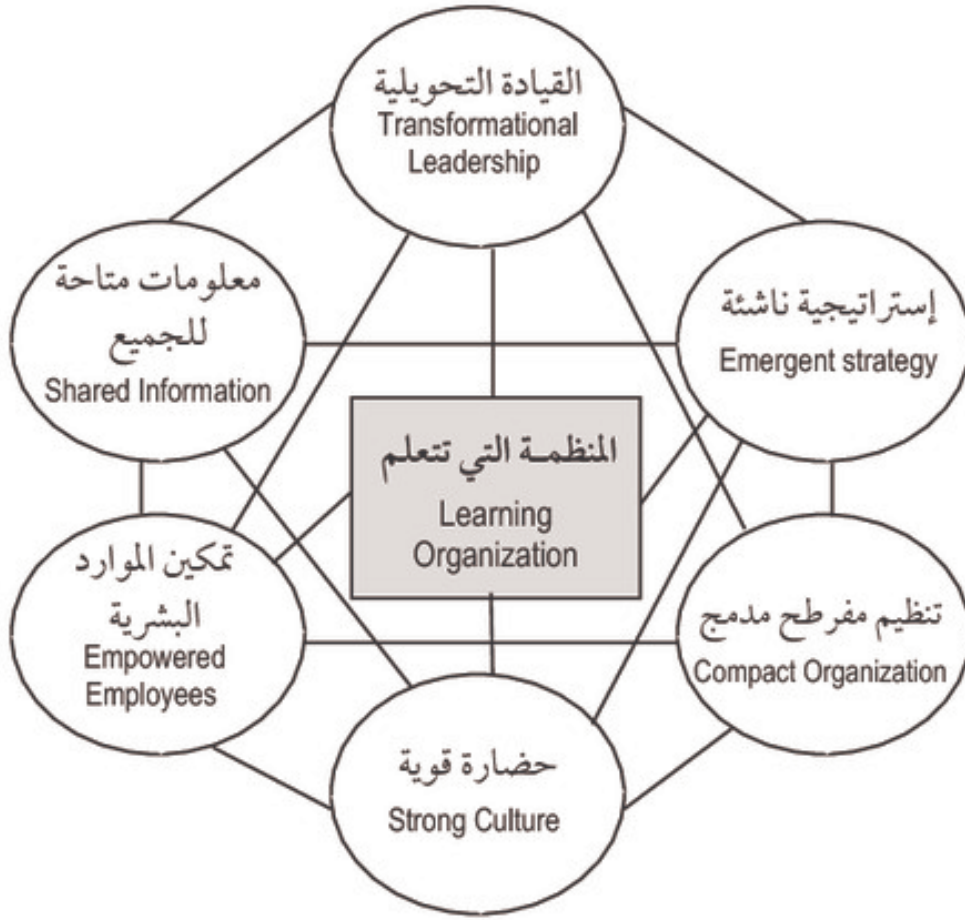 القيادة التحويلية
Transformational
Leadership
معلومات متاحة
للجميع
Shared Information
إستراتيجية ناشئة
Emergent strategy
المنظمـة التي تتعلم
Learning
Organization
تمكين الموارد
البشرية
Empowered
Employees
تنظيم مفرطح مدمج
Compact Organization
حضارة قوية
Strong Culture